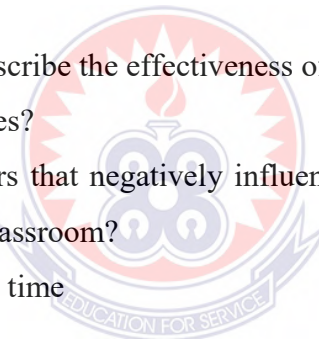 scribe the effectiveness o
es?
rs that negatively influen
assroom?
time
EDUCATION FOR SERVICE